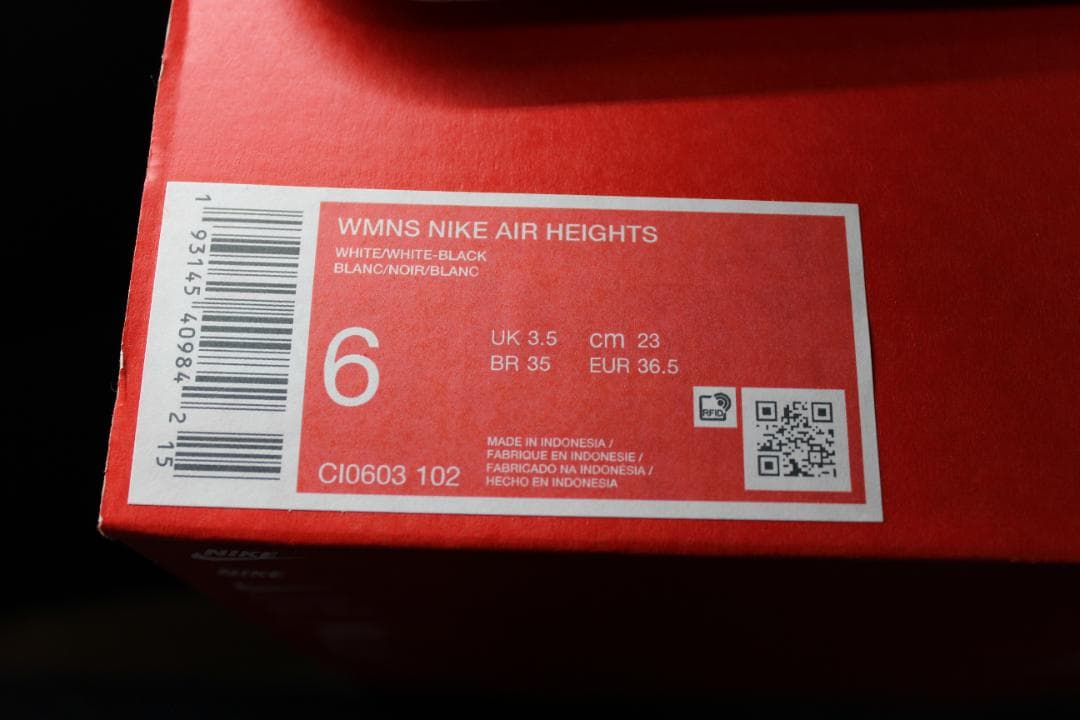 WMNS NIKE AIR HEIGHTS
WHITE/WHITE-BLACK
BLANC/NOIR/BLANC
6
UK 3.5 cm 23
BR 35 EUR 36.5
RFID
CI0603 102
MADE IN INDONESIA /
FABRIQUE EN INDONESIE /
FABRICADO NA INDONÉSIA /
HECHO EN INDONESIA
1 93145 40984 2 15
NIKE
NIKE